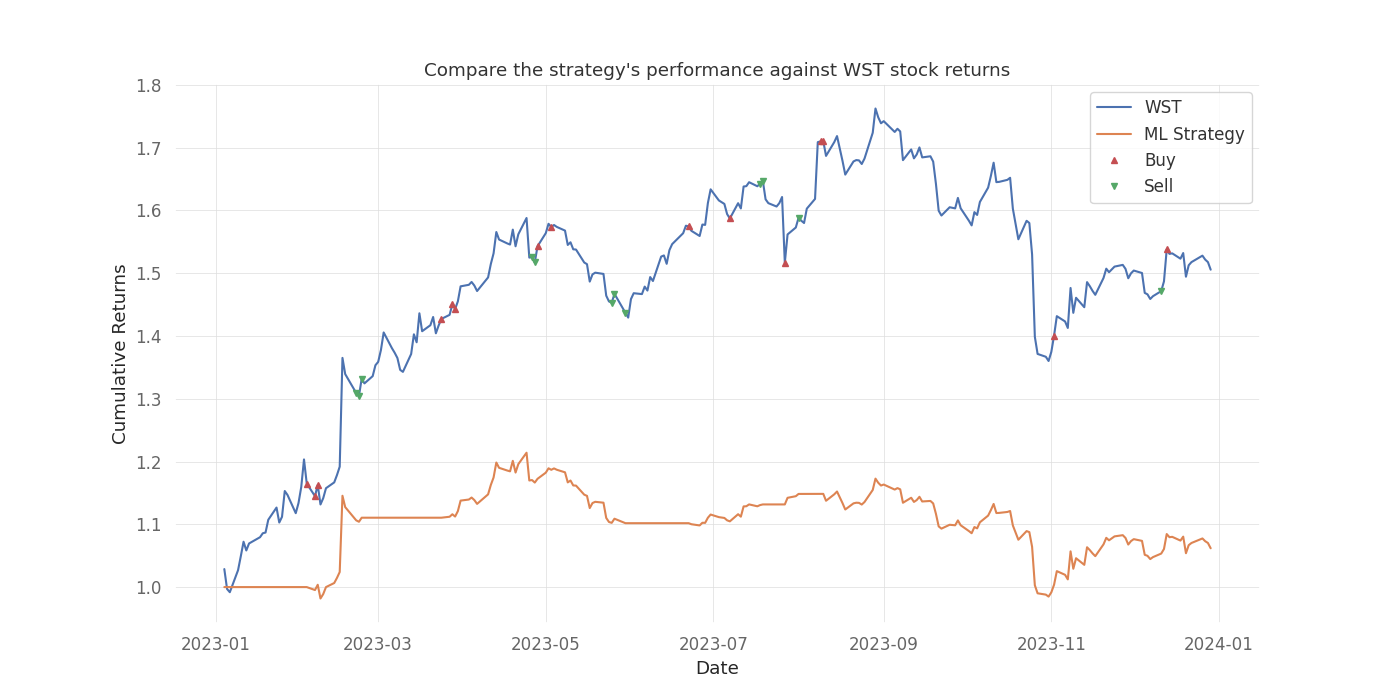 Compare the strategy's performance against WST stock returns
1.8
1.7
1.6
1.5
1.4
1.3
1.2
1.1
1.0
Cumulative Returns
WST
ML Strategy
Buy
Sell
2023-01
2023-03
2023-05
2023-07
2023-09
2023-11
2024-01
Date